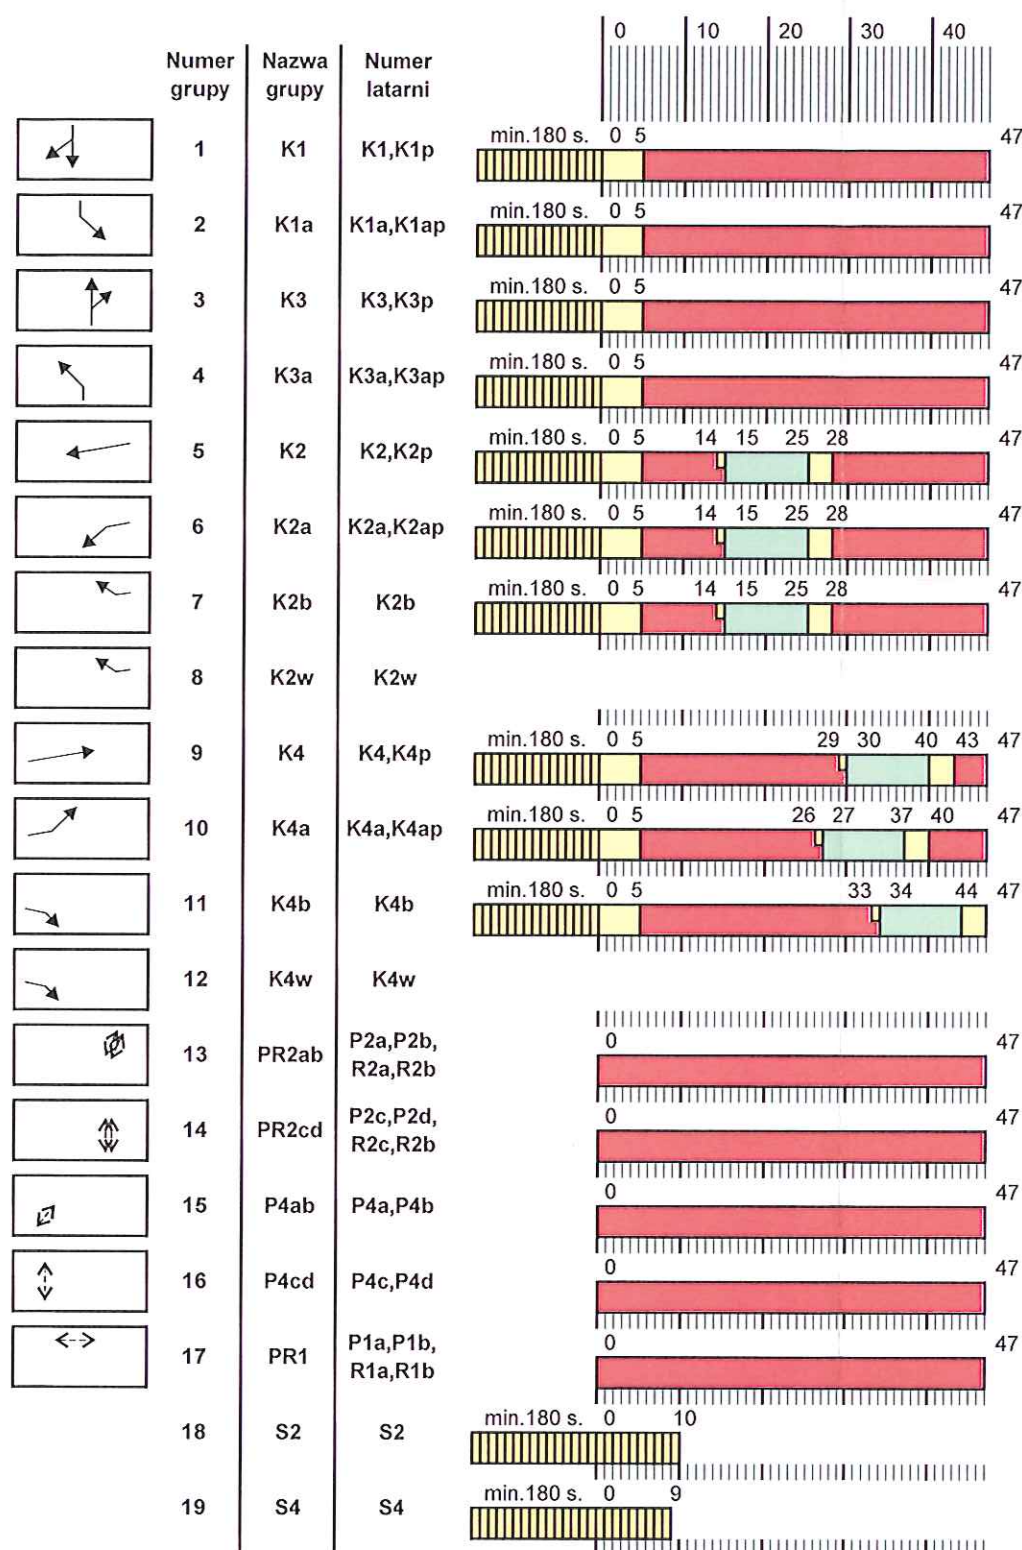 0 10 20 30 40
Numer Nazwa Numer
grupy grupy latarni
min.180 s. 0 5 47
1 K1 K1,K1p
min.180 s. 0 5 47
2 K1a K1a,K1ap
min.180 s. 0 5 47
3 K3 K3,K3p
min.180 s. 0 5 47
4 K3a K3a,K3ap
min.180 s. 0 5 14 15 25 28 47
5 K2 K2,K2p
min.180 s. 0 5 14 15 25 28 47
6 K2a K2a,K2ap
min.180 s. 0 5 14 15 25 28 47
7 K2b K2b
8 K2w K2w
min.180 s. 0 5 29 30 40 43 47
9 K4 K4,K4p
min.180 s. 0 5 26 27 37 40 47
10 K4a K4a,K4ap
min.180 s. 0 5 33 34 44 47
11 K4b K4b
12 K4w K4w
P2a,P2b, 0 47
13 PR2ab
R2a,R2b
P2c,P2d, 0 47
14 PR2cd
R2c,R2b
0 47
15 P4ab P4a,P4b
0 47
16 P4cd P4c,P4d
P1a,P1b, 0 47
17 PR1
R1a,R1b
min.180 s. 0 10
18 S2 S2
min.180 s. 0 9
19 S4 S4